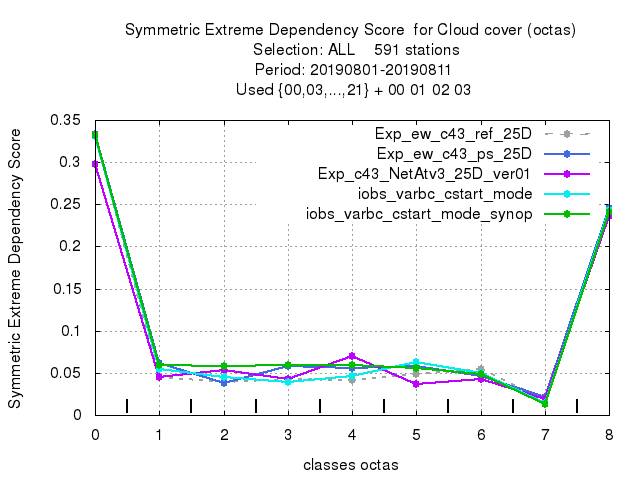 Symmetric Extreme Dependency Score  for Cloud cover (octas)
Selection: ALL    591 stations
Period: 20190801-20190811
Used {00,03,...,21} + 00 01 02 03
Symmetric Extreme Dependency Score
0.35
0.3
0.25
0.2
0.15
0.1
0.05
0
Exp_ew_c43_ref_25D
Exp_ew_c43_ps_25D
Exp_c43_NetAtv3_25D_ver01
iobs_varbc_cstart_mode
iobs_varbc_cstart_mode_synop
0 1 2 3 4 5 6 7 8
classes octas